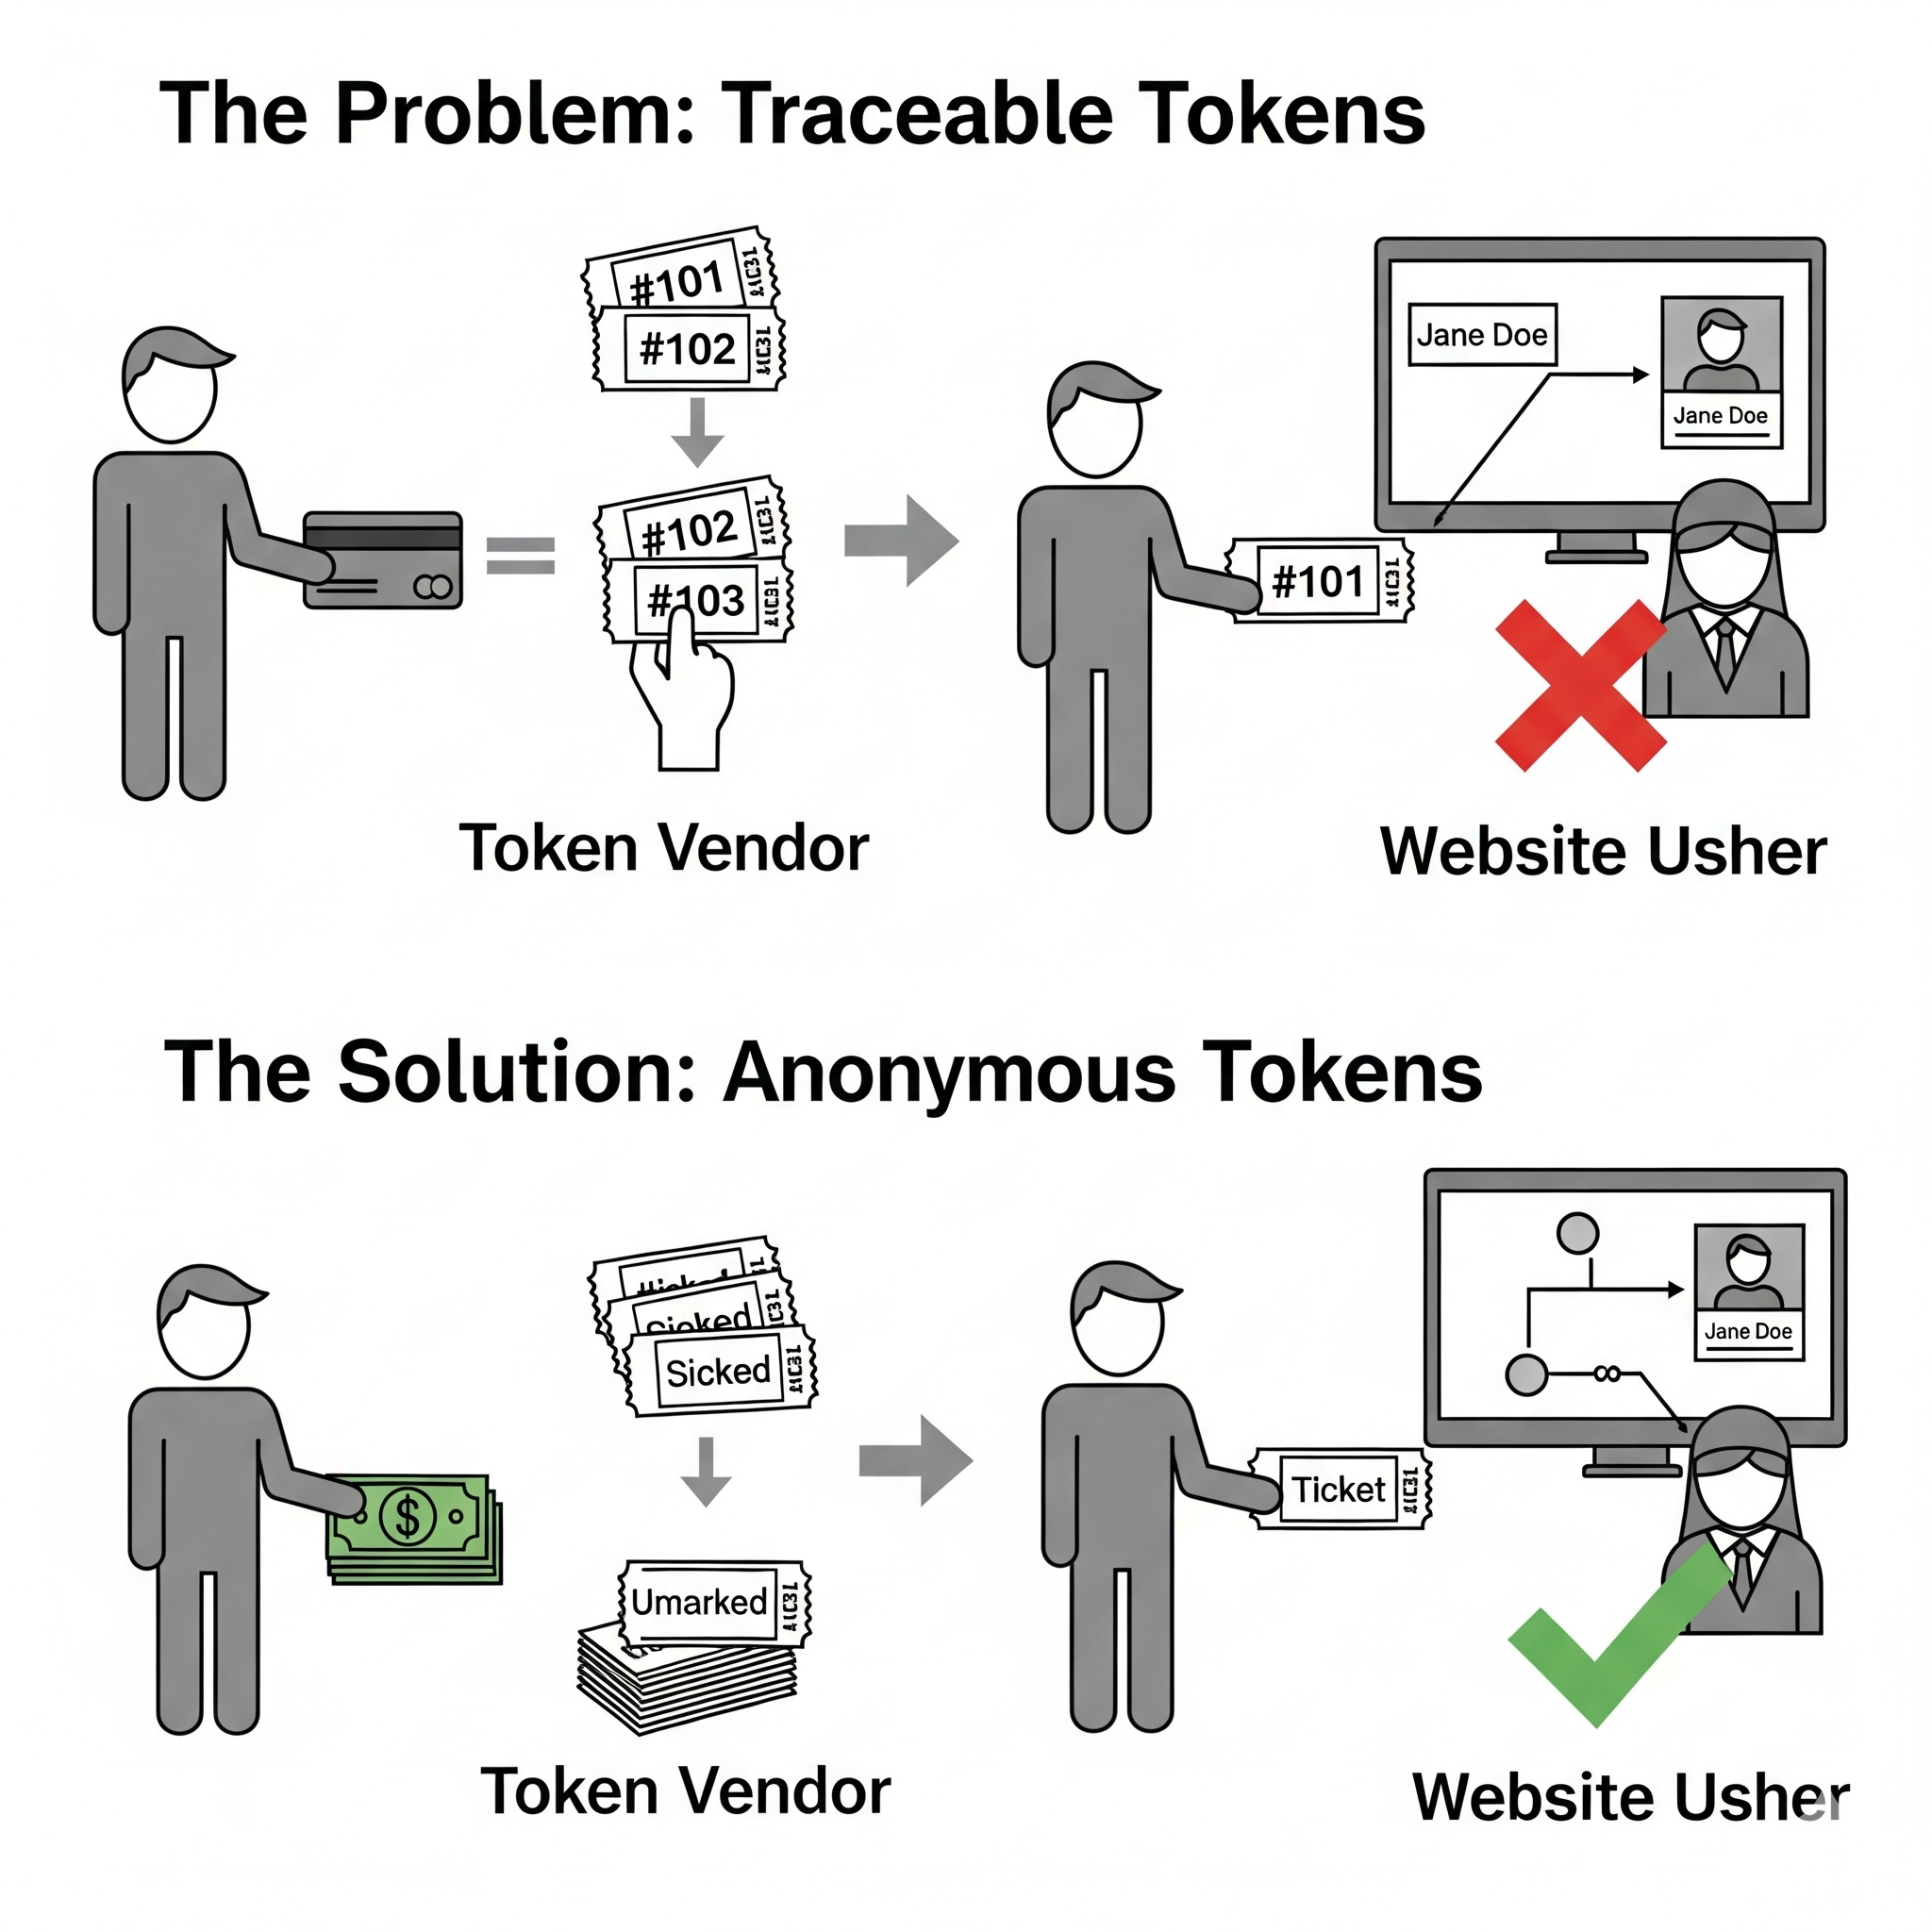 The Problem: Traceable Tokens
#101
#102
#102
#103
Jane Doe
Jane Doe
#101
Token Vendor
Website Usher
The Solution: Anonymous Tokens
Sicked
Sicked
Jane Doe
Ticket
Umarked
Token Vendor
Website Usher